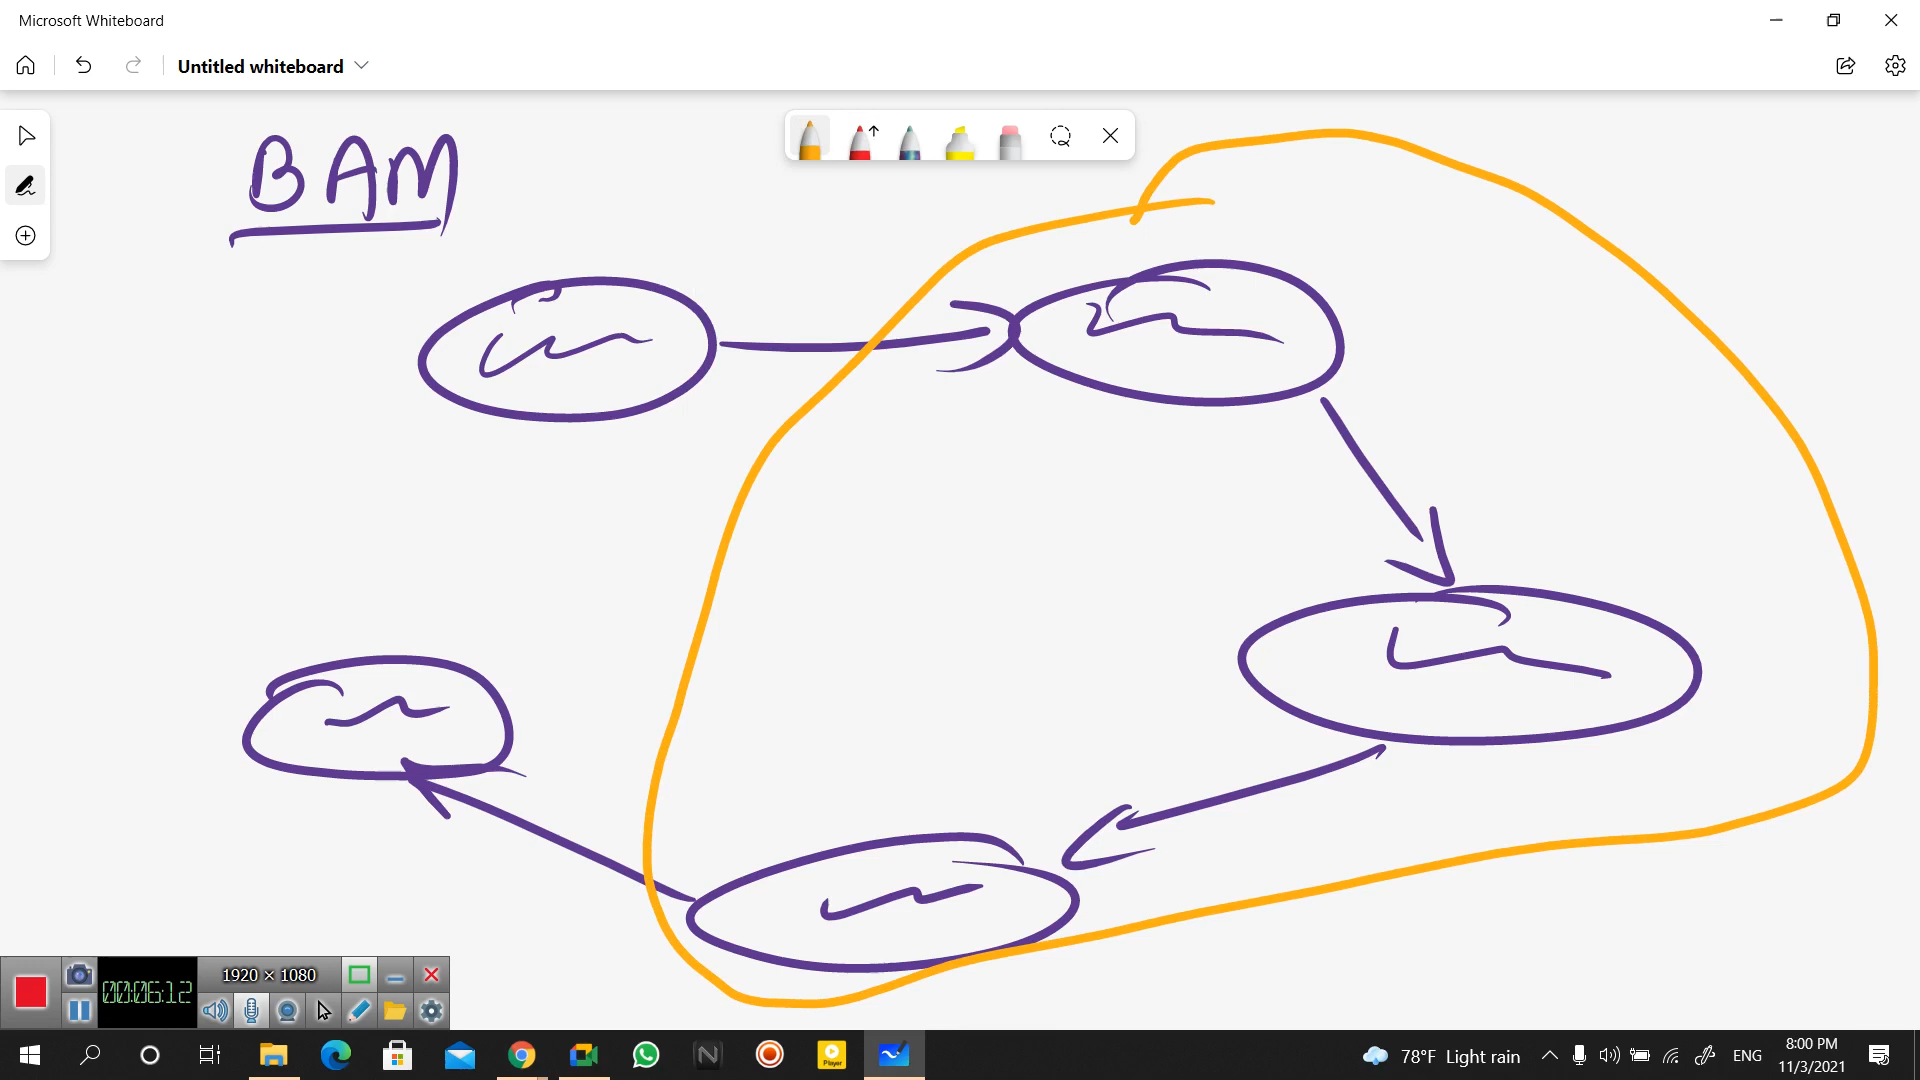 Microsoft Whiteboard
Untitled whiteboard
BAM
1920 × 1080
00:06:12
Player
78°F Light rain
ENG
8:00 PM
11/3/2021